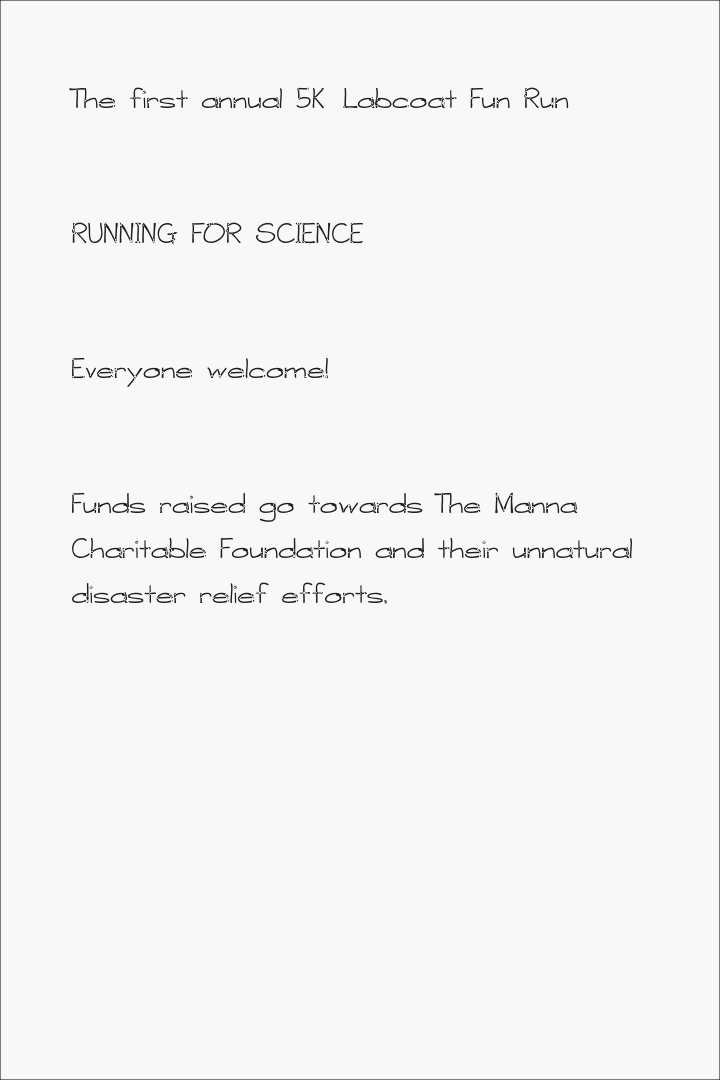 The first annual 5K Labcoat Fun Run
RUNNING FOR SCIENCE
Everyone welcome!
Funds raised go towards The Manna
Charitable Foundation and their unnatural
disaster relief efforts.